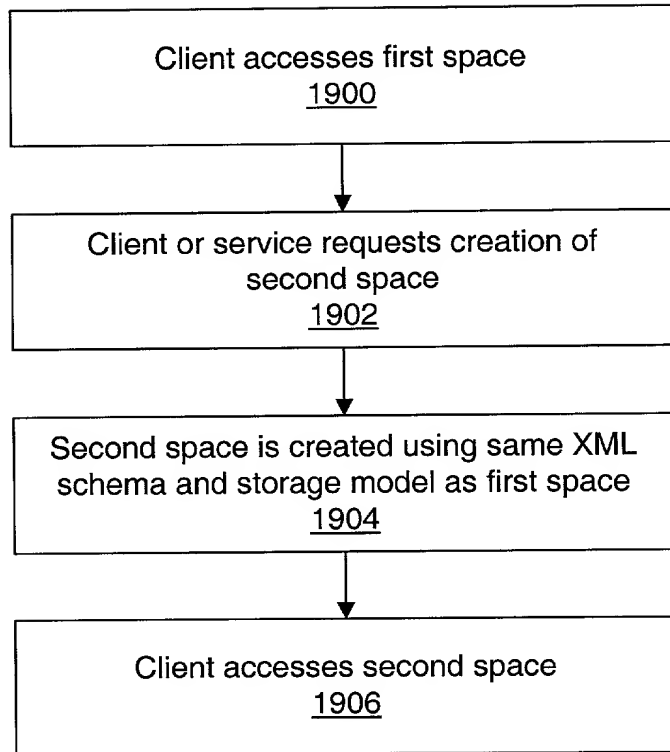 Client accesses first space
1900
Client or service requests creation of
second space
1902
Second space is created using same XML
schema and storage model as first space
1904
Client accesses second space
1906